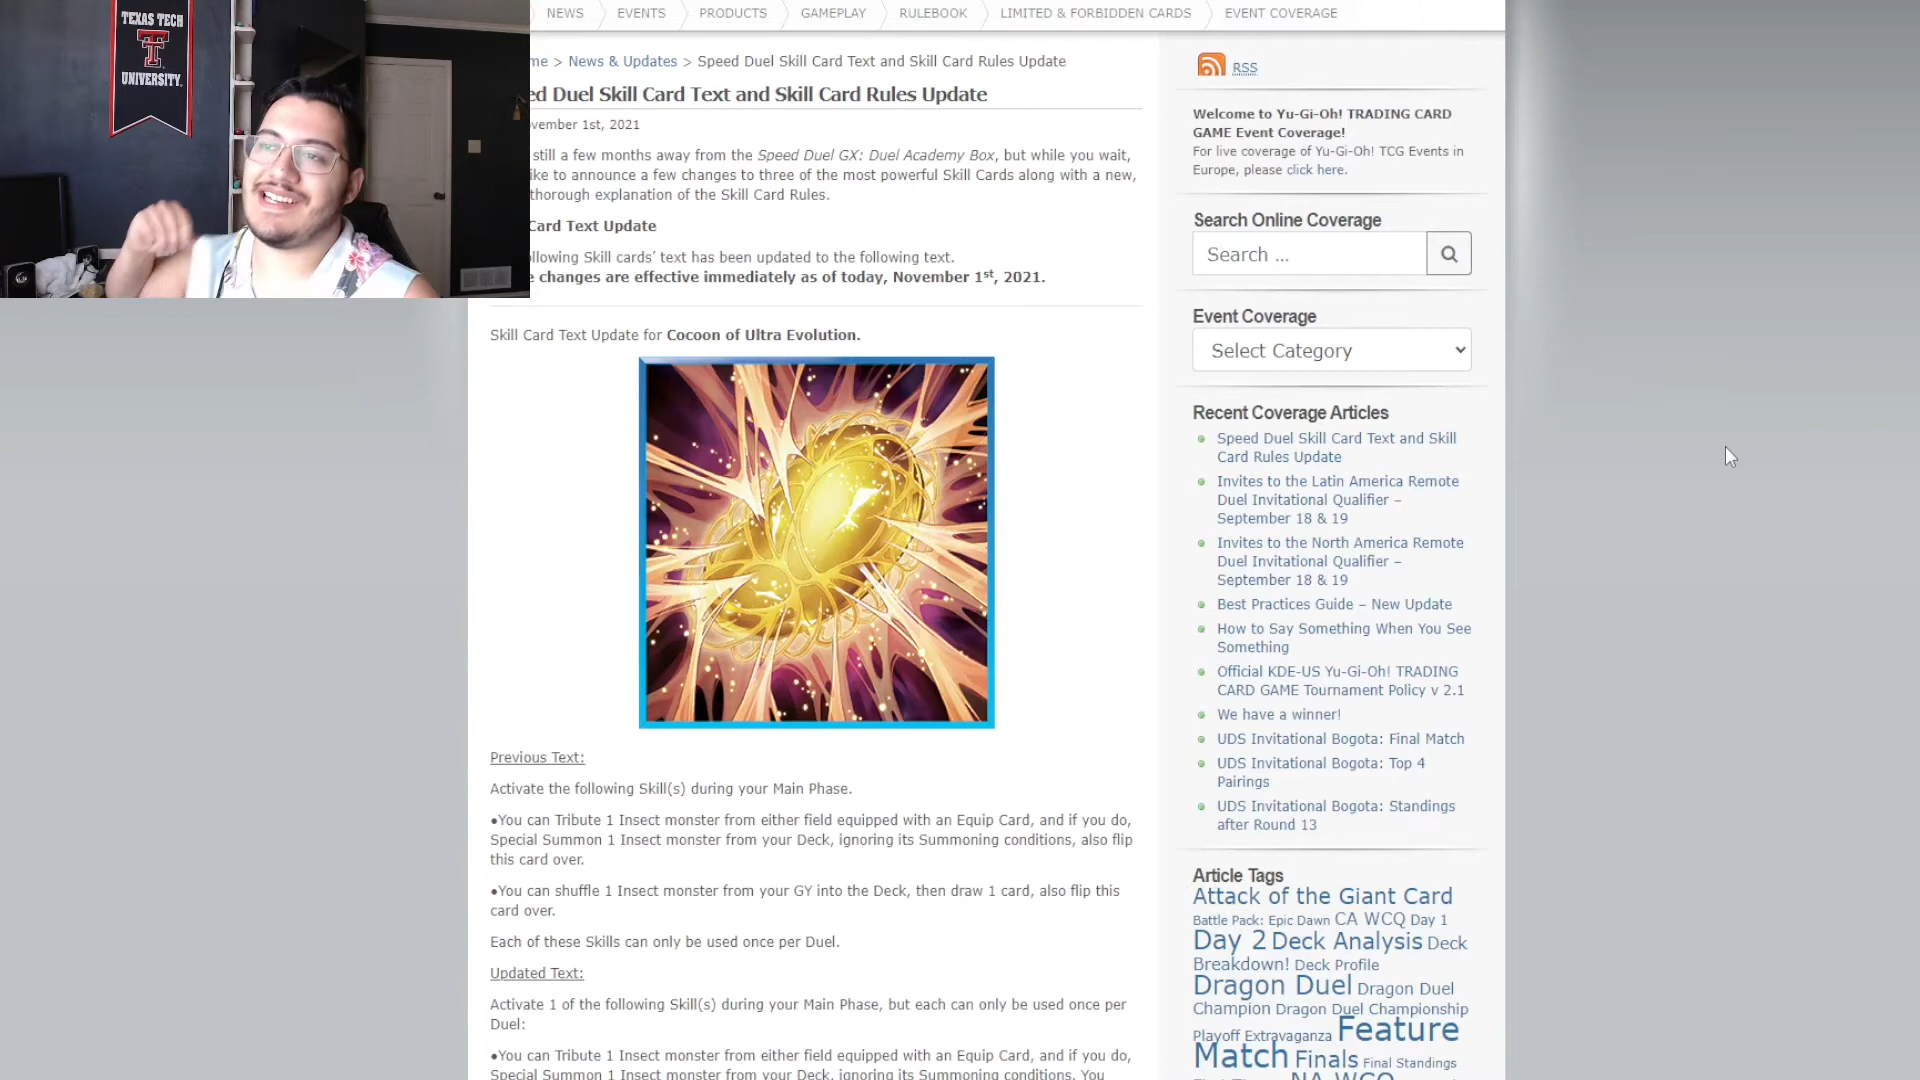 TEXAS TECH
T
UNIVERSITY.
NEWS
EVENTS
PRODUCTS
GAMEPLAY
RULEBOOK
LIMITED & FORBIDDEN CARDS
EVENT COVERAGE
me > News & Updates > Speed Duel Skill Card Text and Skill Card Rules Update
ed Duel Skill Card Text and Skill Card Rules Update
vember 1st, 2021
still a few months away from the Speed Duel GX: Duel Academy Box, but while you wait,
ike to announce a few changes to three of the most powerful Skill Cards along with a new,
thorough explanation of the Skill Card Rules.
Card Text Update
llowing Skill cards’ text has been updated to the following text.
e changes are effective immediately as of today, November 1st, 2021.
Skill Card Text Update for Cocoon of Ultra Evolution.
Previous Text:
Activate the following Skill(s) during your Main Phase.
●You can Tribute 1 Insect monster from either field equipped with an Equip Card, and if you do,
Special Summon 1 Insect monster from your Deck, ignoring its Summoning conditions, also flip
this card over.
●You can shuffle 1 Insect monster from your GY into the Deck, then draw 1 card, also flip this
card over.
Each of these Skills can only be used once per Duel.
Updated Text:
Activate 1 of the following Skill(s) during your Main Phase, but each can only be used once per
Duel:
●You can Tribute 1 Insect monster from either field equipped with an Equip Card, and if you do,
Special Summon 1 Insect monster from your Deck, ignoring its Summoning conditions. You
RSS
Welcome to Yu-Gi-Oh! TRADING CARD
GAME Event Coverage!
For live coverage of Yu-Gi-Oh! TCG Events in
Europe, please click here.
Search Online Coverage
Search ...
Event Coverage
Select Category
Recent Coverage Articles
Speed Duel Skill Card Text and Skill
Card Rules Update
Invites to the Latin America Remote
Duel Invitational Qualifier –
September 18 & 19
Invites to the North America Remote
Duel Invitational Qualifier –
September 18 & 19
Best Practices Guide – New Update
How to Say Something When You See
Something
Official KDE-US Yu-Gi-Oh! TRADING
CARD GAME Tournament Policy v 2.1
We have a winner!
UDS Invitational Bogota: Final Match
UDS Invitational Bogota: Top 4
Pairings
UDS Invitational Bogota: Standings
after Round 13
Article Tags
Attack of the Giant Card
Battle Pack: Epic Dawn CA WCQ Day 1
Day 2 Deck Analysis Deck
Breakdown! Deck Profile
Dragon Duel Dragon Duel
Champion Dragon Duel Championship
Playoff Extravaganza Feature
Match Finals Final Standings
NA WCQ